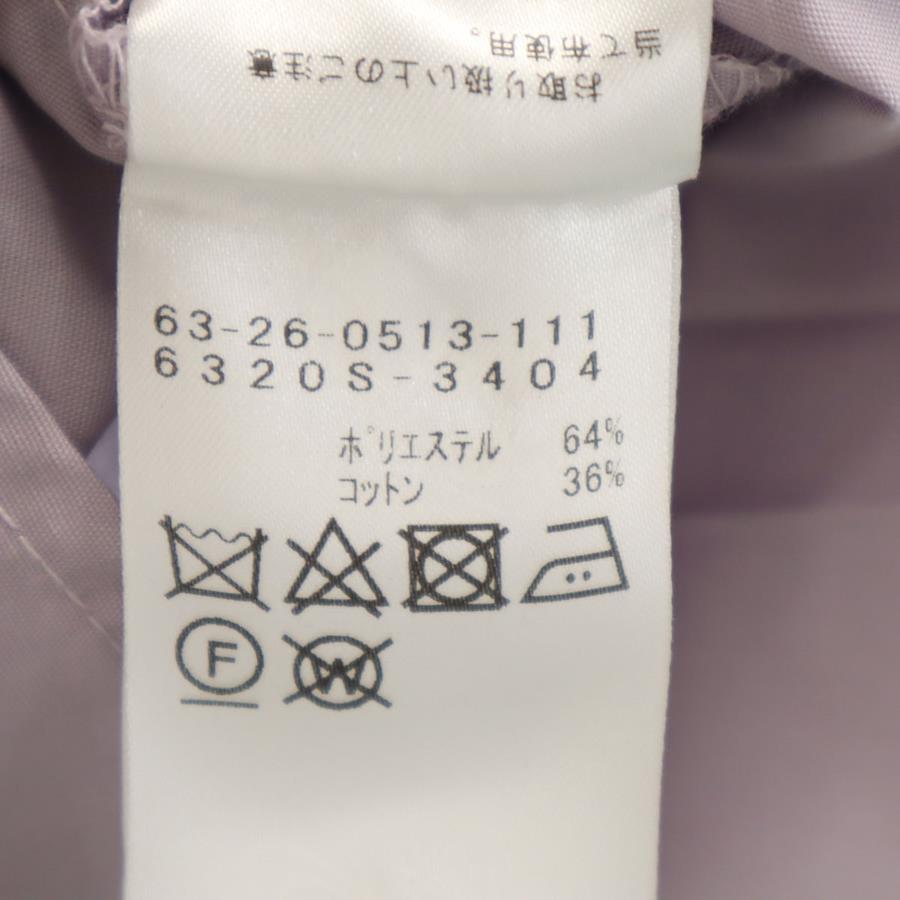 お取り扱い上のご注意
当て布使用。
63-26-0513-111
6320S-3404
ポリエステル 64%
コットン 36%
F
W